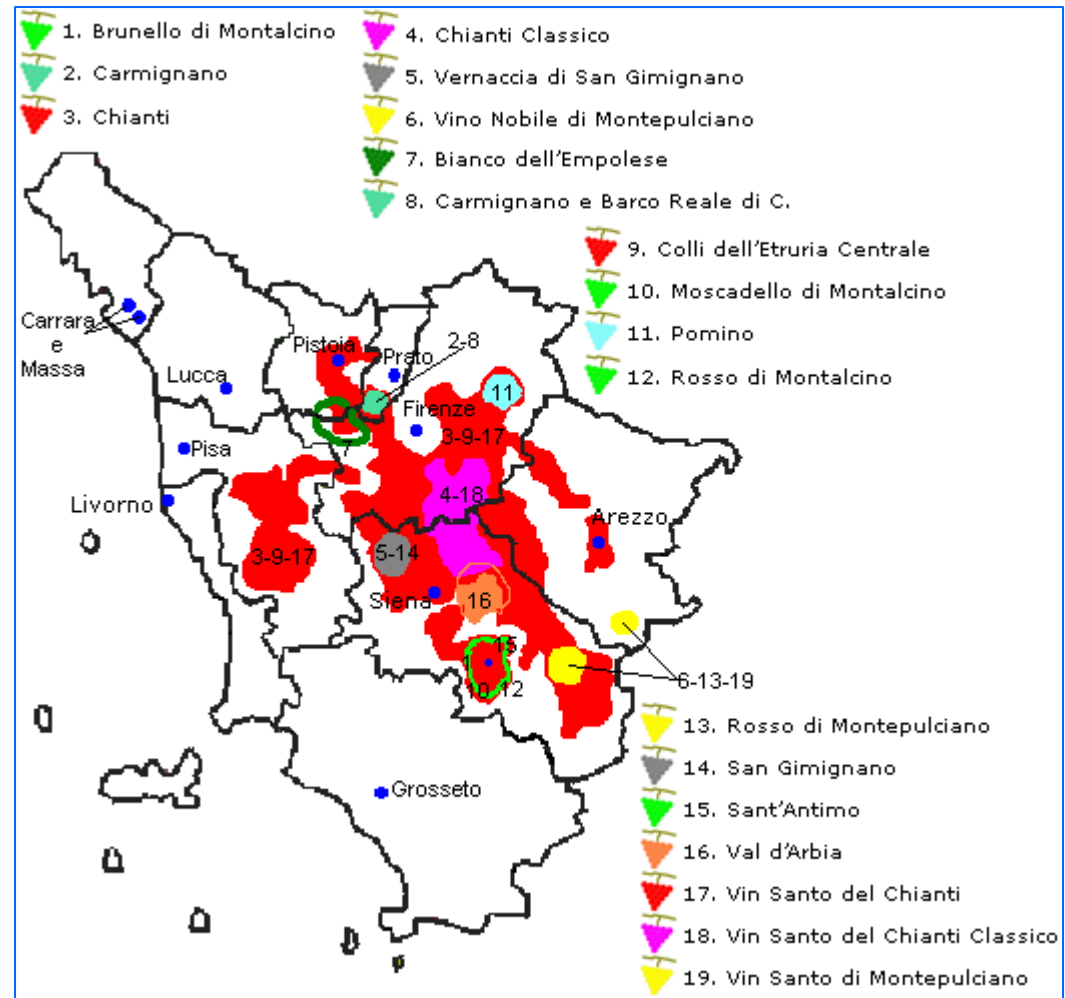 1. Brunello di Montalcino
2. Carmignano
3. Chianti
4. Chianti Classico
5. Vernaccia di San Gimignano
6. Vino Nobile di Montepulciano
7. Bianco dell'Empolese
8. Carmignano e Barco Reale di C.
9. Colli dell'Etruria Centrale
10. Moscadello di Montalcino
11. Pomino
12. Rosso di Montalcino
Carrara
e
Massa
Pistoia
Prato
2-8
Lucca
11
Firenze
3-9-17
7
Pisa
4-18
Livorno
Arezzo
5-14
3-9-17
Siena
16
15
1
10
12
6-13-19
Grosseto
13. Rosso di Montepulciano
14. San Gimignano
15. Sant'Antimo
16. Val d'Arbia
17. Vin Santo del Chianti
18. Vin Santo del Chianti Classico
19. Vin Santo di Montepulciano